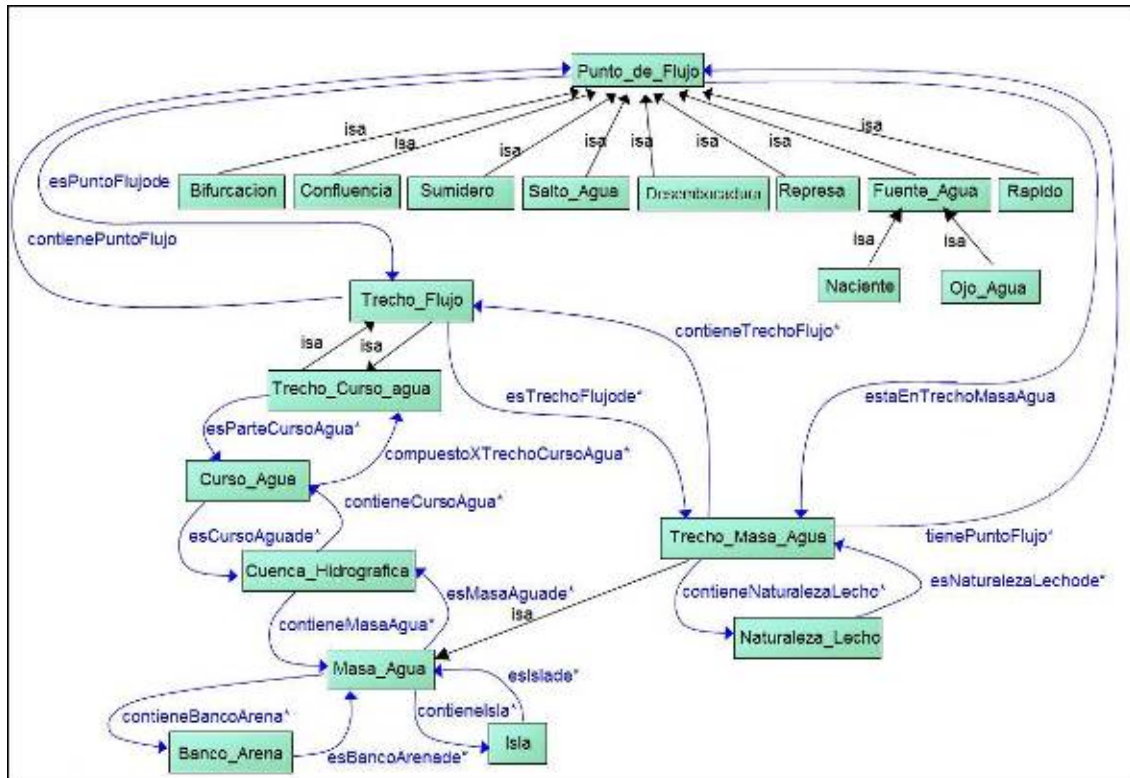 Punto_de_Flujo
isa
isa
isa
isa
isa
isa
isa
isa
esPuntoFlujode
Bifurcacion
Confluencia
Sumidero
Salto_Agua
Desembocadura
Represa
Fuente_Agua
Rapido
contienePuntoFlujo
isa
isa
Naciente
Ojo_Agua
Trecho_Flujo
contieneTrechoFlujo*
isa
isa
Trecho_Curso_agua
esTrechoFlujode*
estaEnTrechoMasaAgua
esParteCursoAgua*
compuestoXTrechoCursoAgua*
Curso_Agua
contieneCursoAgua*
esCursoAguade*
Trecho_Masa_Agua
tienePuntoFlujo*
Cuenca_Hidrografica
esMasaAguade*
contieneNaturalezaLecho*
esNaturalezaLechode*
isa
contieneMasaAgua*
Naturaleza_Lecho
Masa_Agua
esIslade*
contieneBancoArena*
contieneIsla*
Isla
Banco_Arena
esBancoArenade*